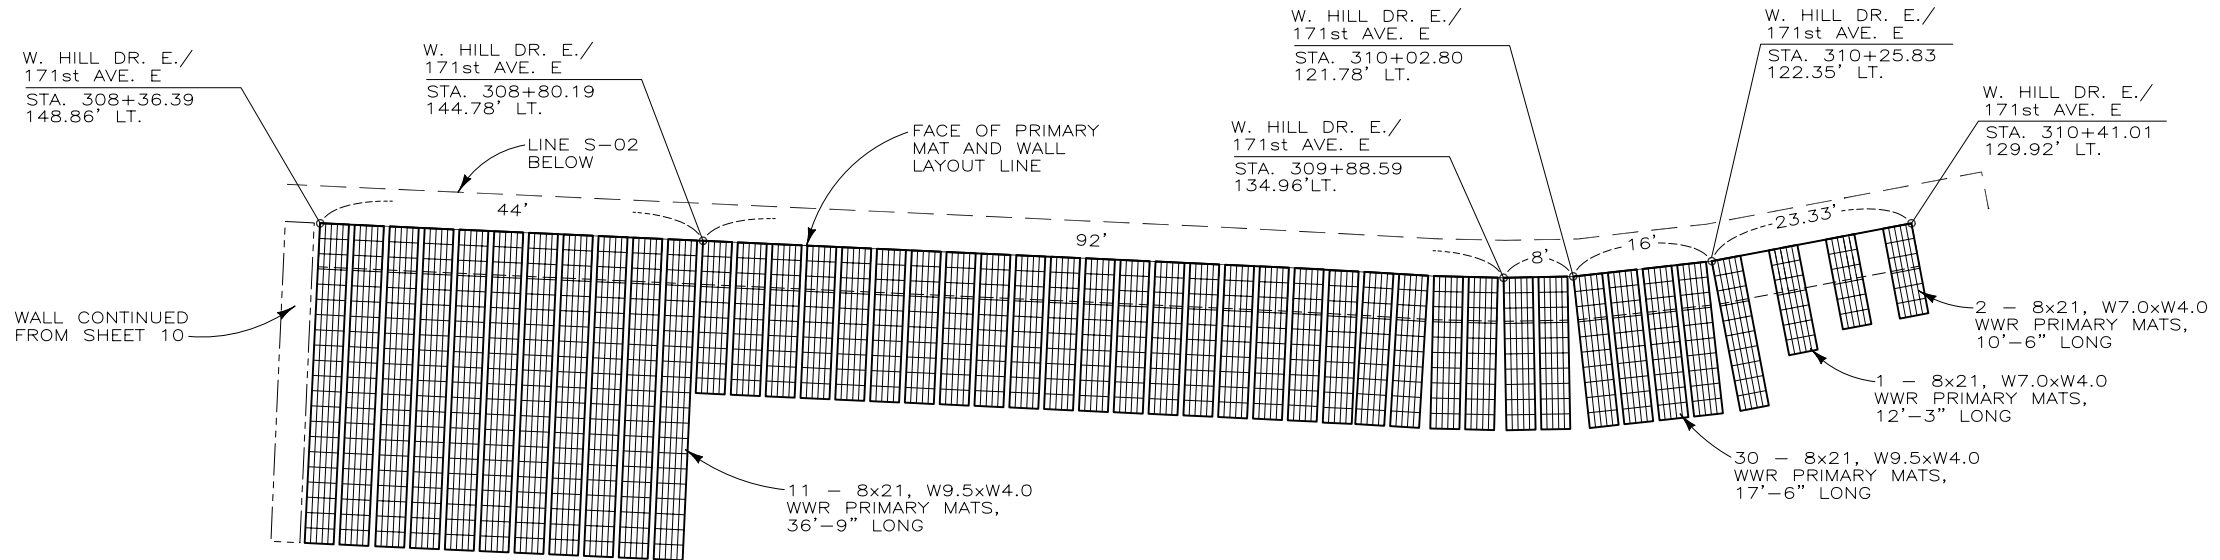 W. HILL DR. E./
171st AVE. E
STA. 308+36.39
148.86' LT.
W. HILL DR. E./
171st AVE. E
STA. 308+80.19
144.78' LT.
LINE S-02
BELOW
FACE OF PRIMARY
MAT AND WALL
LAYOUT LINE
W. HILL DR. E./
171st AVE. E
STA. 310+02.80
121.78' LT.
W. HILL DR. E./
171st AVE. E
STA. 309+88.59
134.96'LT.
W. HILL DR. E./
171st AVE. E
STA. 310+25.83
122.35' LT.
W. HILL DR. E./
171st AVE. E
STA. 310+41.01
129.92' LT.
44'
92'
8'
16'
23.33'
WALL CONTINUED
FROM SHEET 10
11 - 8x21, W9.5xW4.0
WWR PRIMARY MATS,
36'-9" LONG
30 - 8x21, W9.5xW4.0
WWR PRIMARY MATS,
17'-6" LONG
1 - 8x21, W7.0xW4.0
WWR PRIMARY MATS,
12'-3" LONG
2 - 8x21, W7.0xW4.0
WWR PRIMARY MATS,
10'-6" LONG